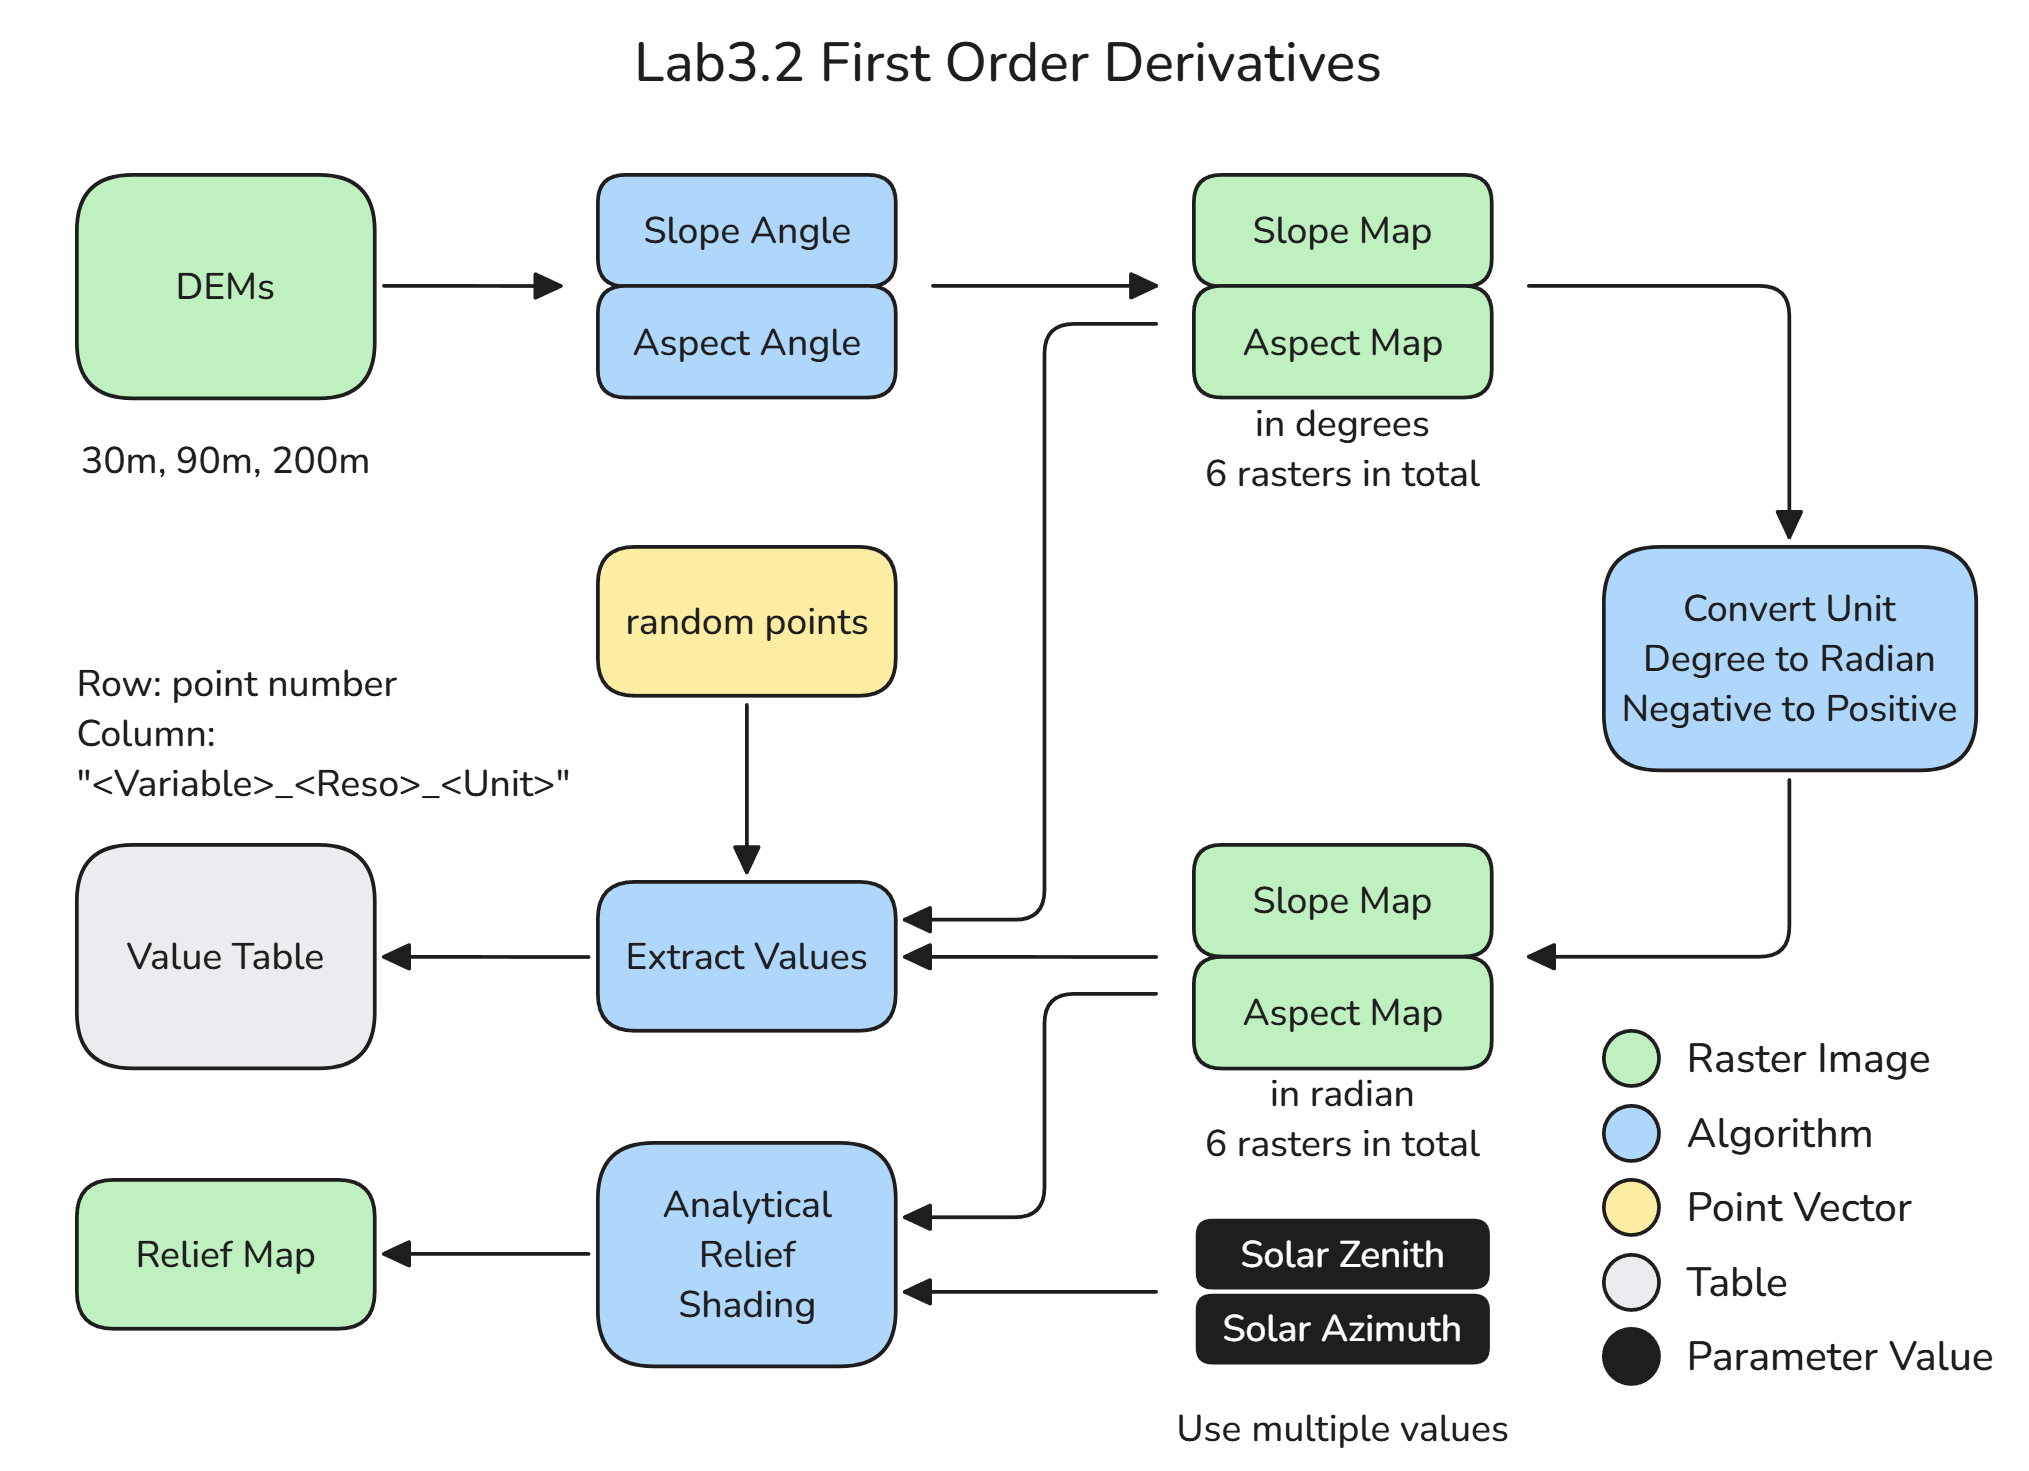 Lab3.2 First Order Derivatives
DEMs
30m, 90m, 200m
Slope Angle
Aspect Angle
Slope Map
Aspect Map
in degrees
6 rasters in total
Convert Unit
Degree to Radian
Negative to Positive
random points
Row: point number
Column:
"<Variable>_<Reso>_<Unit>"
Value Table
Extract Values
Slope Map
Aspect Map
in radian
6 rasters in total
Relief Map
Analytical
Relief
Shading
Solar Zenith
Solar Azimuth
Use multiple values
Raster Image
Algorithm
Point Vector
Table
Parameter Value